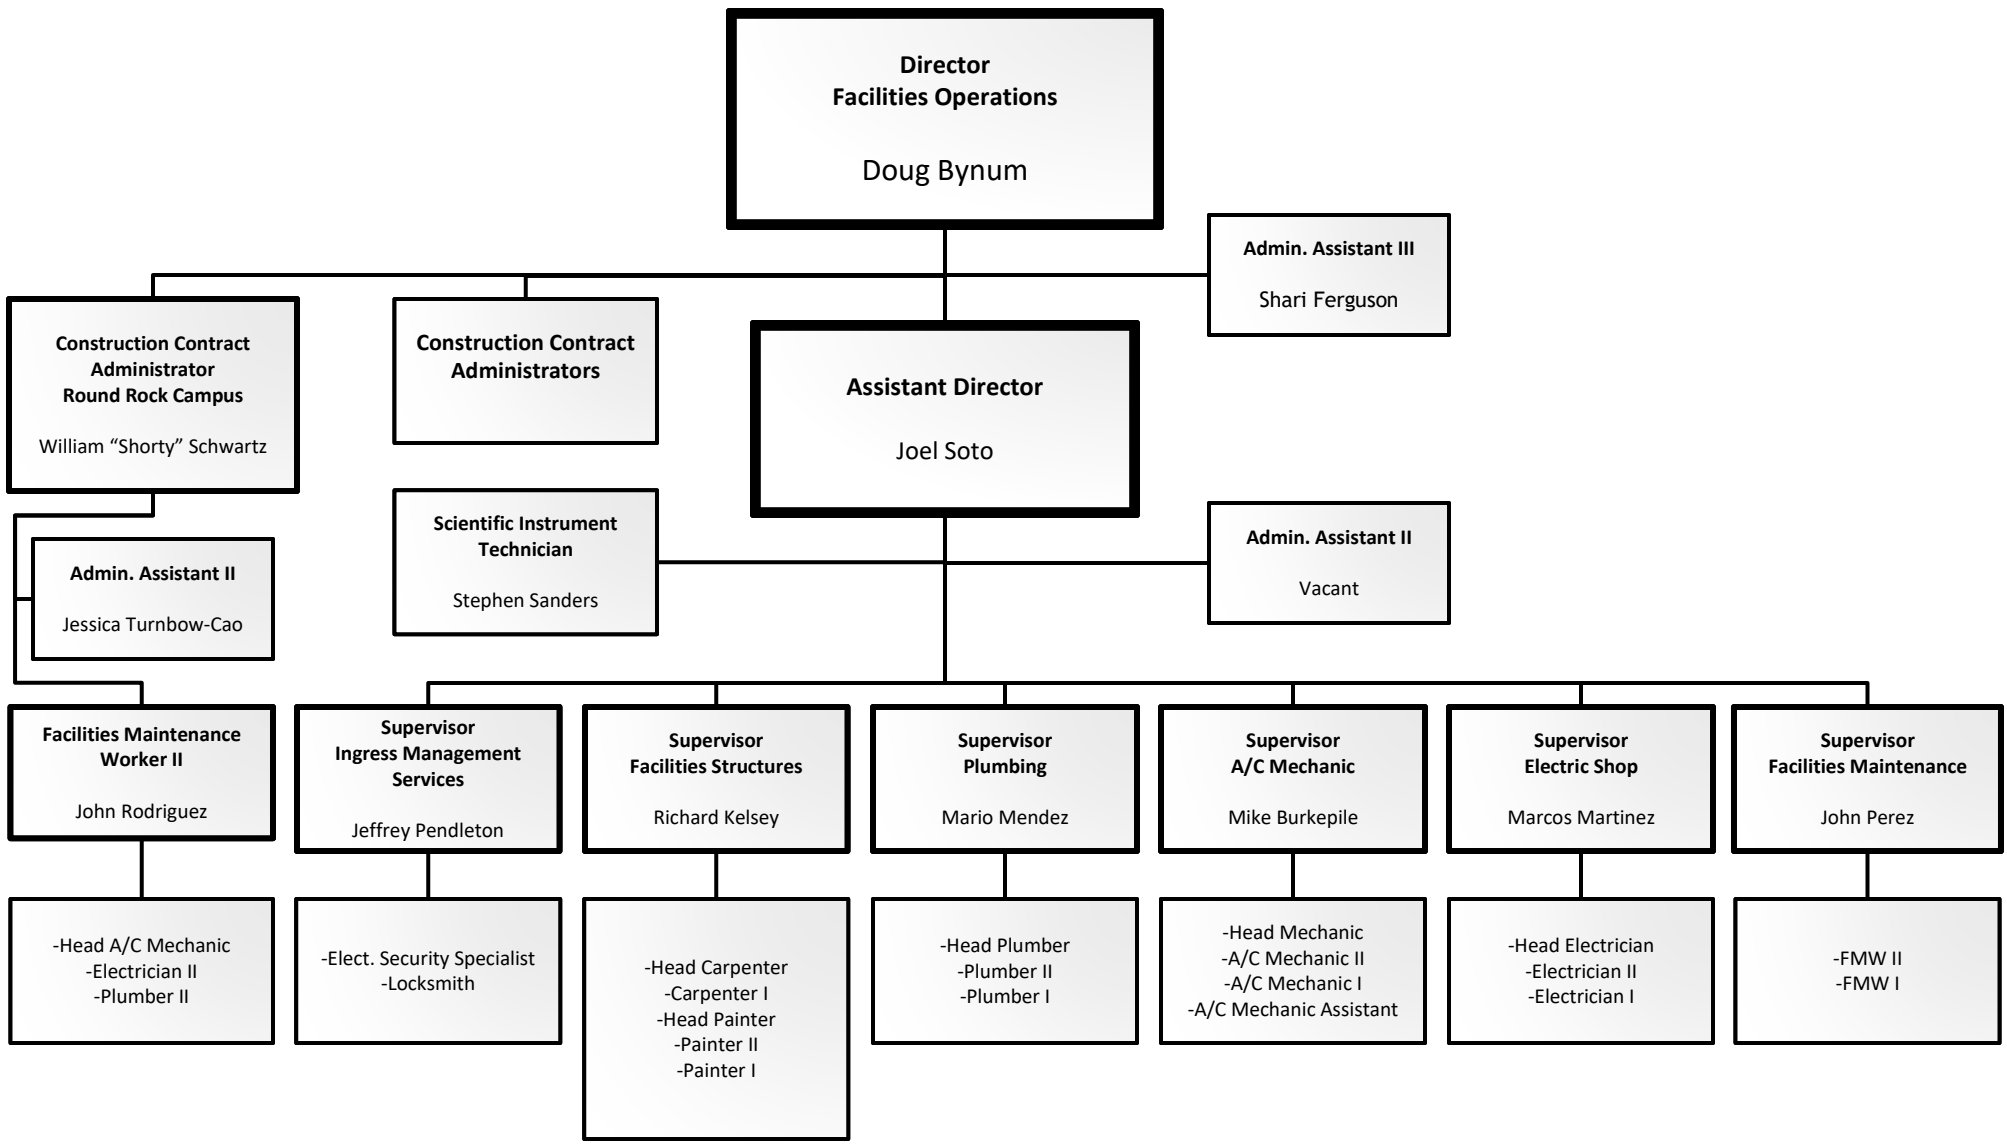 Director
Facilities Operations
Doug Bynum
Admin. Assistant III
Shari Ferguson
Construction Contract
Administrator
Round Rock Campus
William “Shorty” Schwartz
Construction Contract
Administrators
Assistant Director
Joel Soto
Scientific Instrument
Technician
Stephen Sanders
Admin. Assistant II
Vacant
Admin. Assistant II
Jessica Turnbow-Cao
Facilities Maintenance
Worker II
John Rodriguez
Supervisor
Ingress Management
Services
Jeffrey Pendleton
Supervisor
Facilities Structures
Richard Kelsey
Supervisor
Plumbing
Mario Mendez
Supervisor
A/C Mechanic
Mike Burkepile
Supervisor
Electric Shop
Marcos Martinez
Supervisor
Facilities Maintenance
John Perez
-Head A/C Mechanic
-Electrician II
-Plumber II
-Elect. Security Specialist
-Locksmith
-Head Carpenter
-Carpenter I
-Head Painter
-Painter II
-Painter I
-Head Plumber
-Plumber II
-Plumber I
-Head Mechanic
-A/C Mechanic II
-A/C Mechanic I
-A/C Mechanic Assistant
-Head Electrician
-Electrician II
-Electrician I
-FMW II
-FMW I